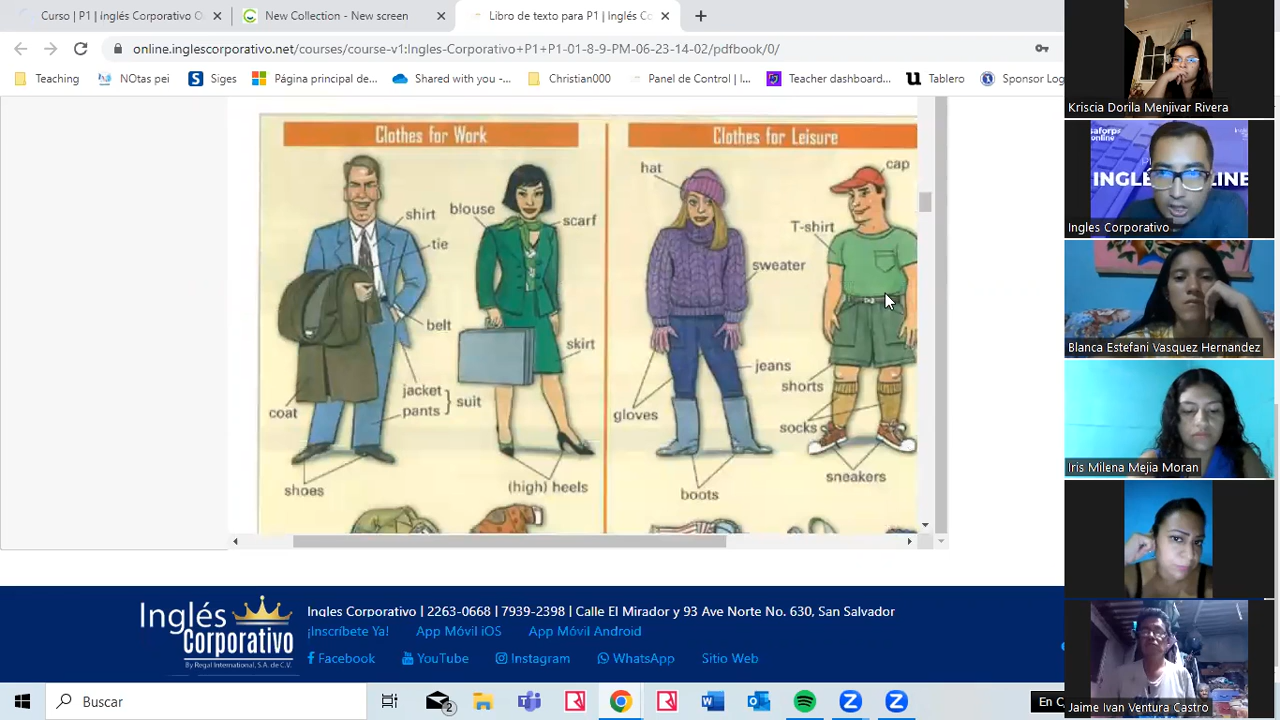 Curso | P1 | Inglés Corporativo O
New Collection - New screen
Libro de texto para P1 | Inglés Co
online.inglescorporativo.net/courses/course-v1:Ingles-Corporativo+P1+P1-01-8-9-PM-06-23-14-02/pdfbook/0/
Teaching
NOtas pei
Siges
Página principal de...
Shared with you -...
Christian000
Panel de Control | I...
Teacher dashboard...
Tablero
Sponsor Log
Clothes for Work
Clothes for Leisure
shirt
blouse
scarf
tie
belt
skirt
jacket
pants
suit
coat
shoes
(high) heels
hat
cap
T-shirt
sweater
jeans
shorts
gloves
socks
boots
sneakers
Inglés
Corporativo
By Regal International, S.A. de C.V.
Ingles Corporativo | 2263-0668 | 7939-2398 | Calle El Mirador y 93 Ave Norte No. 630, San Salvador
¡Inscríbete Ya!
App Móvil iOS
App Móvil Android
Facebook
YouTube
Instagram
WhatsApp
Sitio Web
Buscar
2
Kriscia Dorila Menjivar Rivera
Ingles Corporativo
Blanca Estefani Vasquez Hernandez
Iris Milena Mejia Moran
Jaime Ivan Ventura Castro